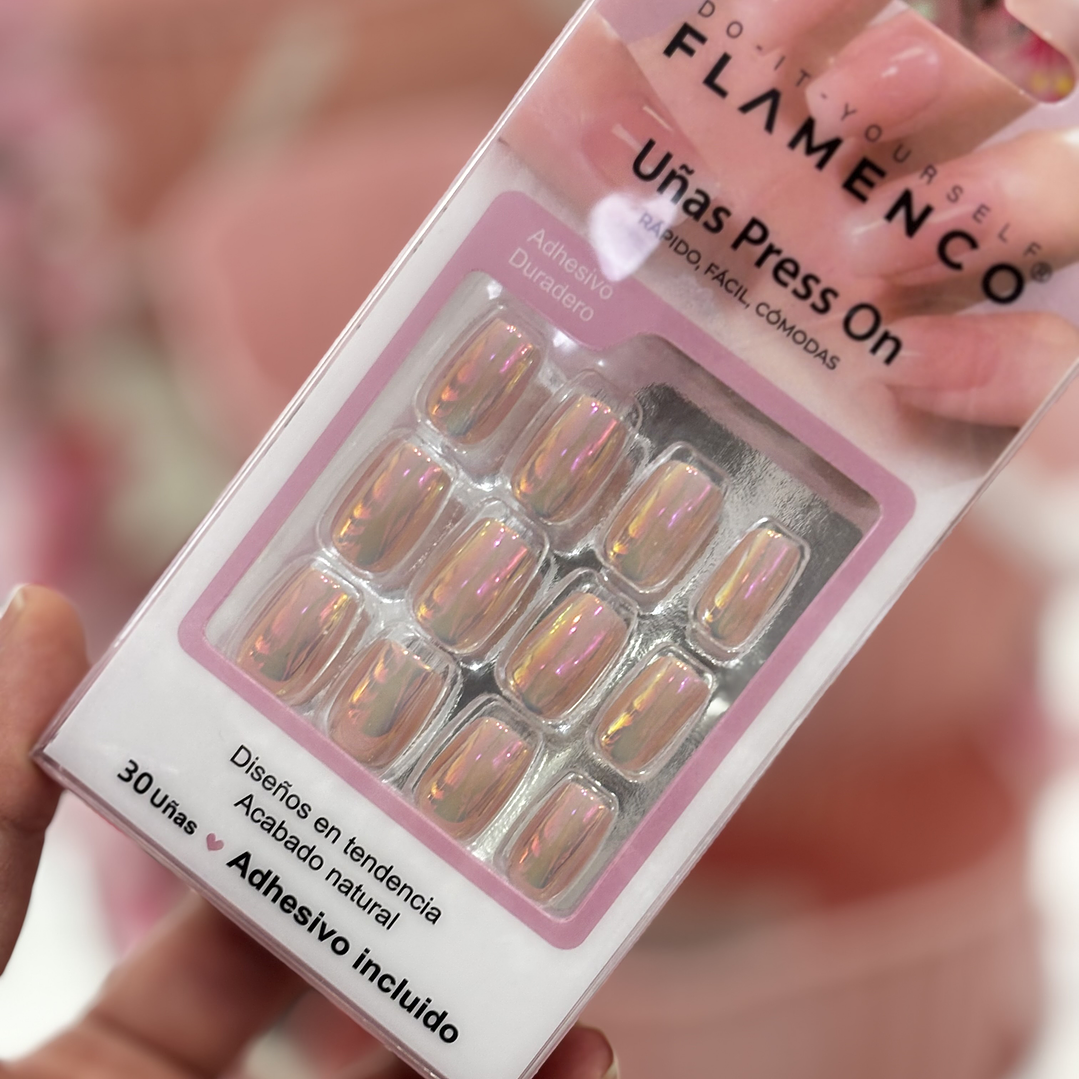 DO-IT-YOURSELF
FLAMENCO®
Uñas Press On
RÁPIDO, FÁCIL, CÓMODAS
Adhesivo
Duradero
Diseños en tendencia
Acabado natural
30 Uñas
Adhesivo incluido